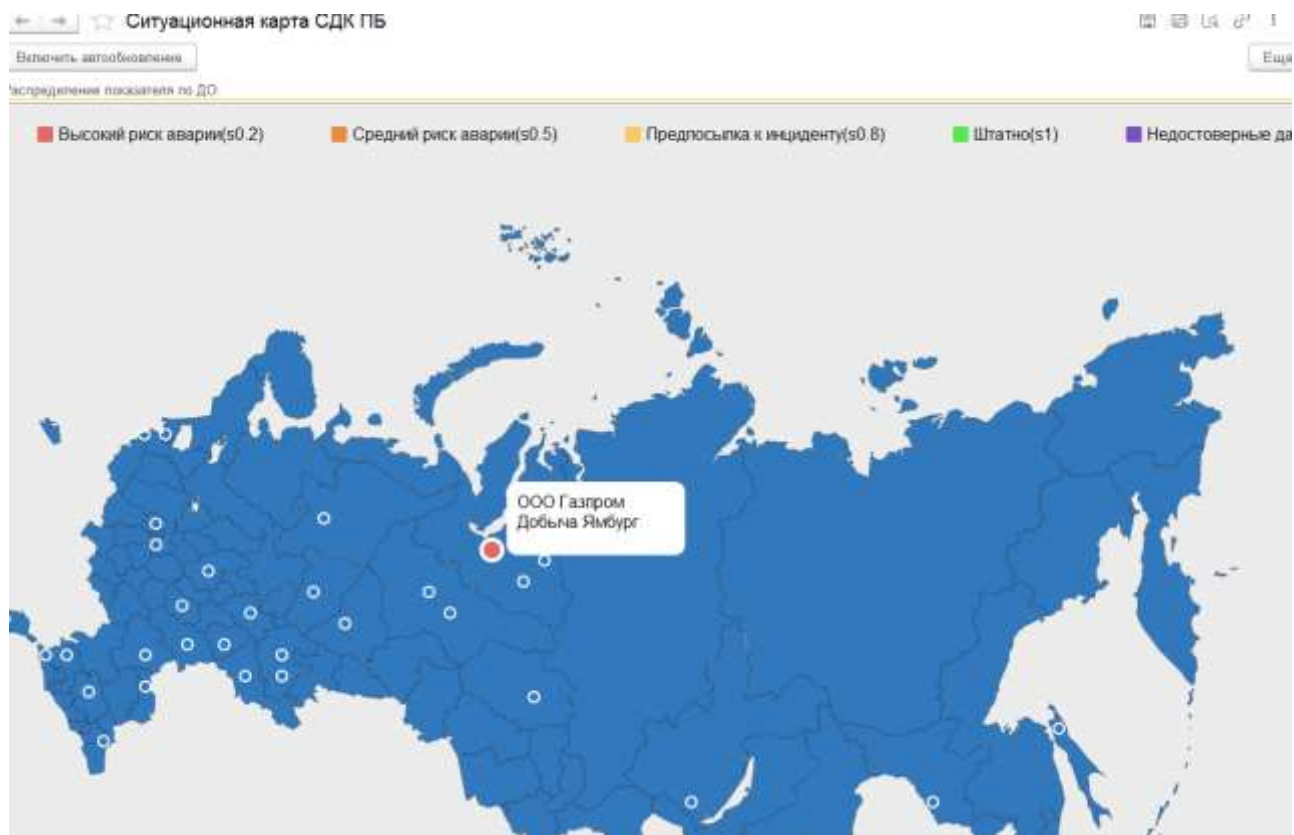 Ситуационная карта СДК ПБ
Включить автообновление
Ещё
Распределение показателя по ДО:
Высокий риск аварии(s0.2)
Средний риск аварии(s0.5)
Предпосылка к инциденту(s0.8)
Штатно(s1)
Недостоверные да
ООО Газпром
Добыча Ямбург